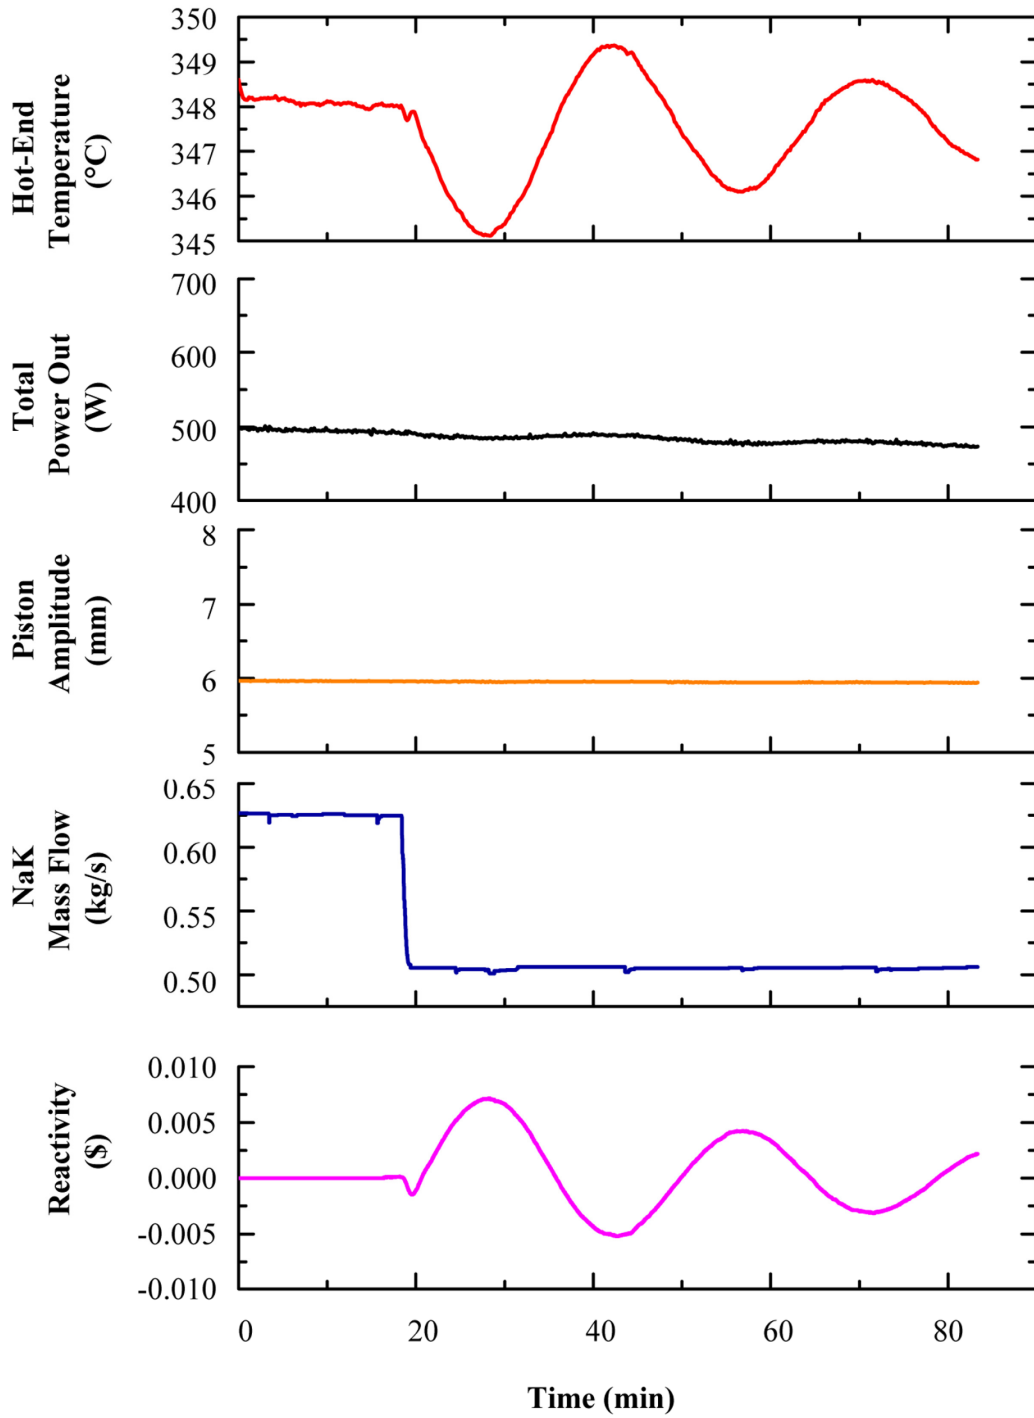 350
349
348
347
346
345
Hot-End
Temperature
(°C)
700
600
500
400
Total
Power Out
(W)
8
7
6
5
Piston
Amplitude
(mm)
0.65
0.60
0.55
0.50
NaK
Mass Flow
(kg/s)
0.010
0.005
0.000
-0.005
-0.010
Reactivity
($)
0 20 40 60 80
Time (min)